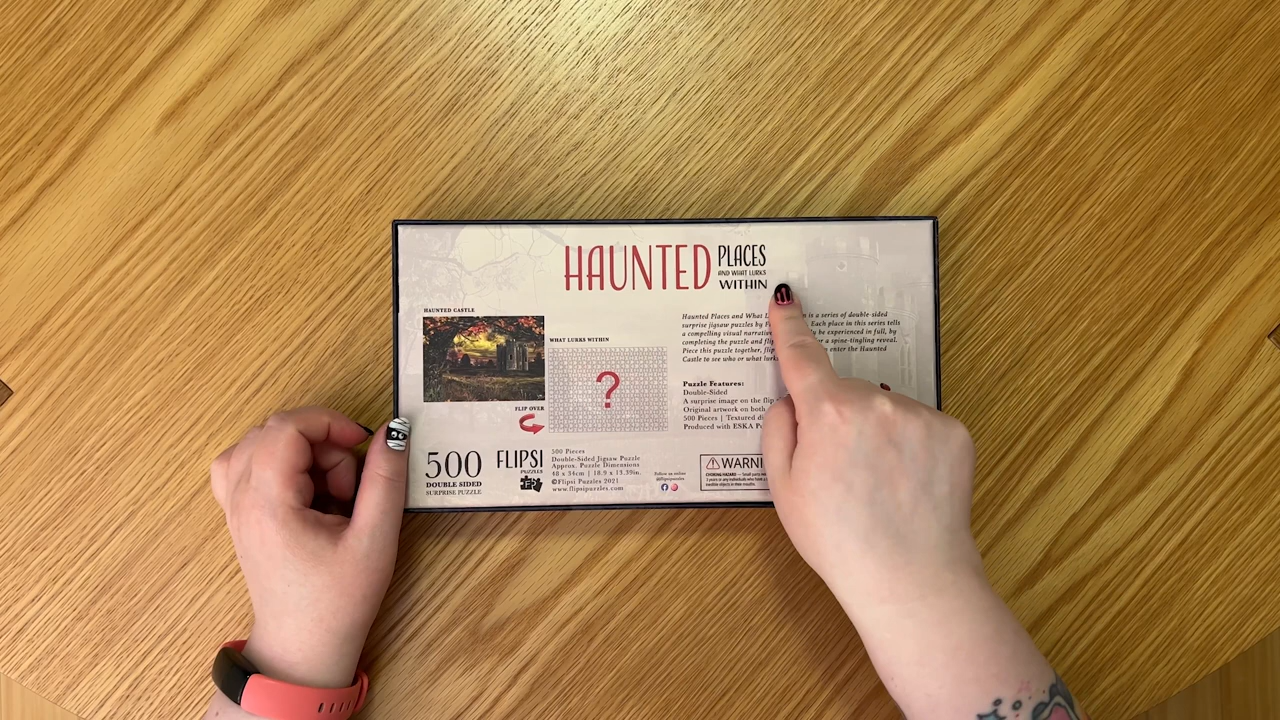 HAUNTED PLACES
AND WHAT LURKS
WITHIN
HAUNTED CASTLE
WHAT LURKS WITHIN
?
FLIP OVER
Haunted Places and What is a series of double-sided
surprise jigsaw puzzles by Each place in this series tells
a compelling visual be experienced in full, by
completing the puzzle and for a spine-tingling reveal.
Piece this puzzle together, enter the Haunted
Castle to see who or what
Puzzle Features:
Double-Sided
A surprise image on the flip
Original artwork on both
500 Pieces | Textured
Produced with ESKA
500
DOUBLE SIDED
SURPRISE PUZZLE
FLIPSI
PUZZLES
500 Pieces
Double-Sided Jigsaw Puzzle
Approx. Puzzle Dimensions
48 x 34cm | 18.9 x 13.39in.
©Flipsi Puzzles 2021
www.flipsipuzzles.com
Follow us online
@flipsipuzzles
CHOKING HAZARD